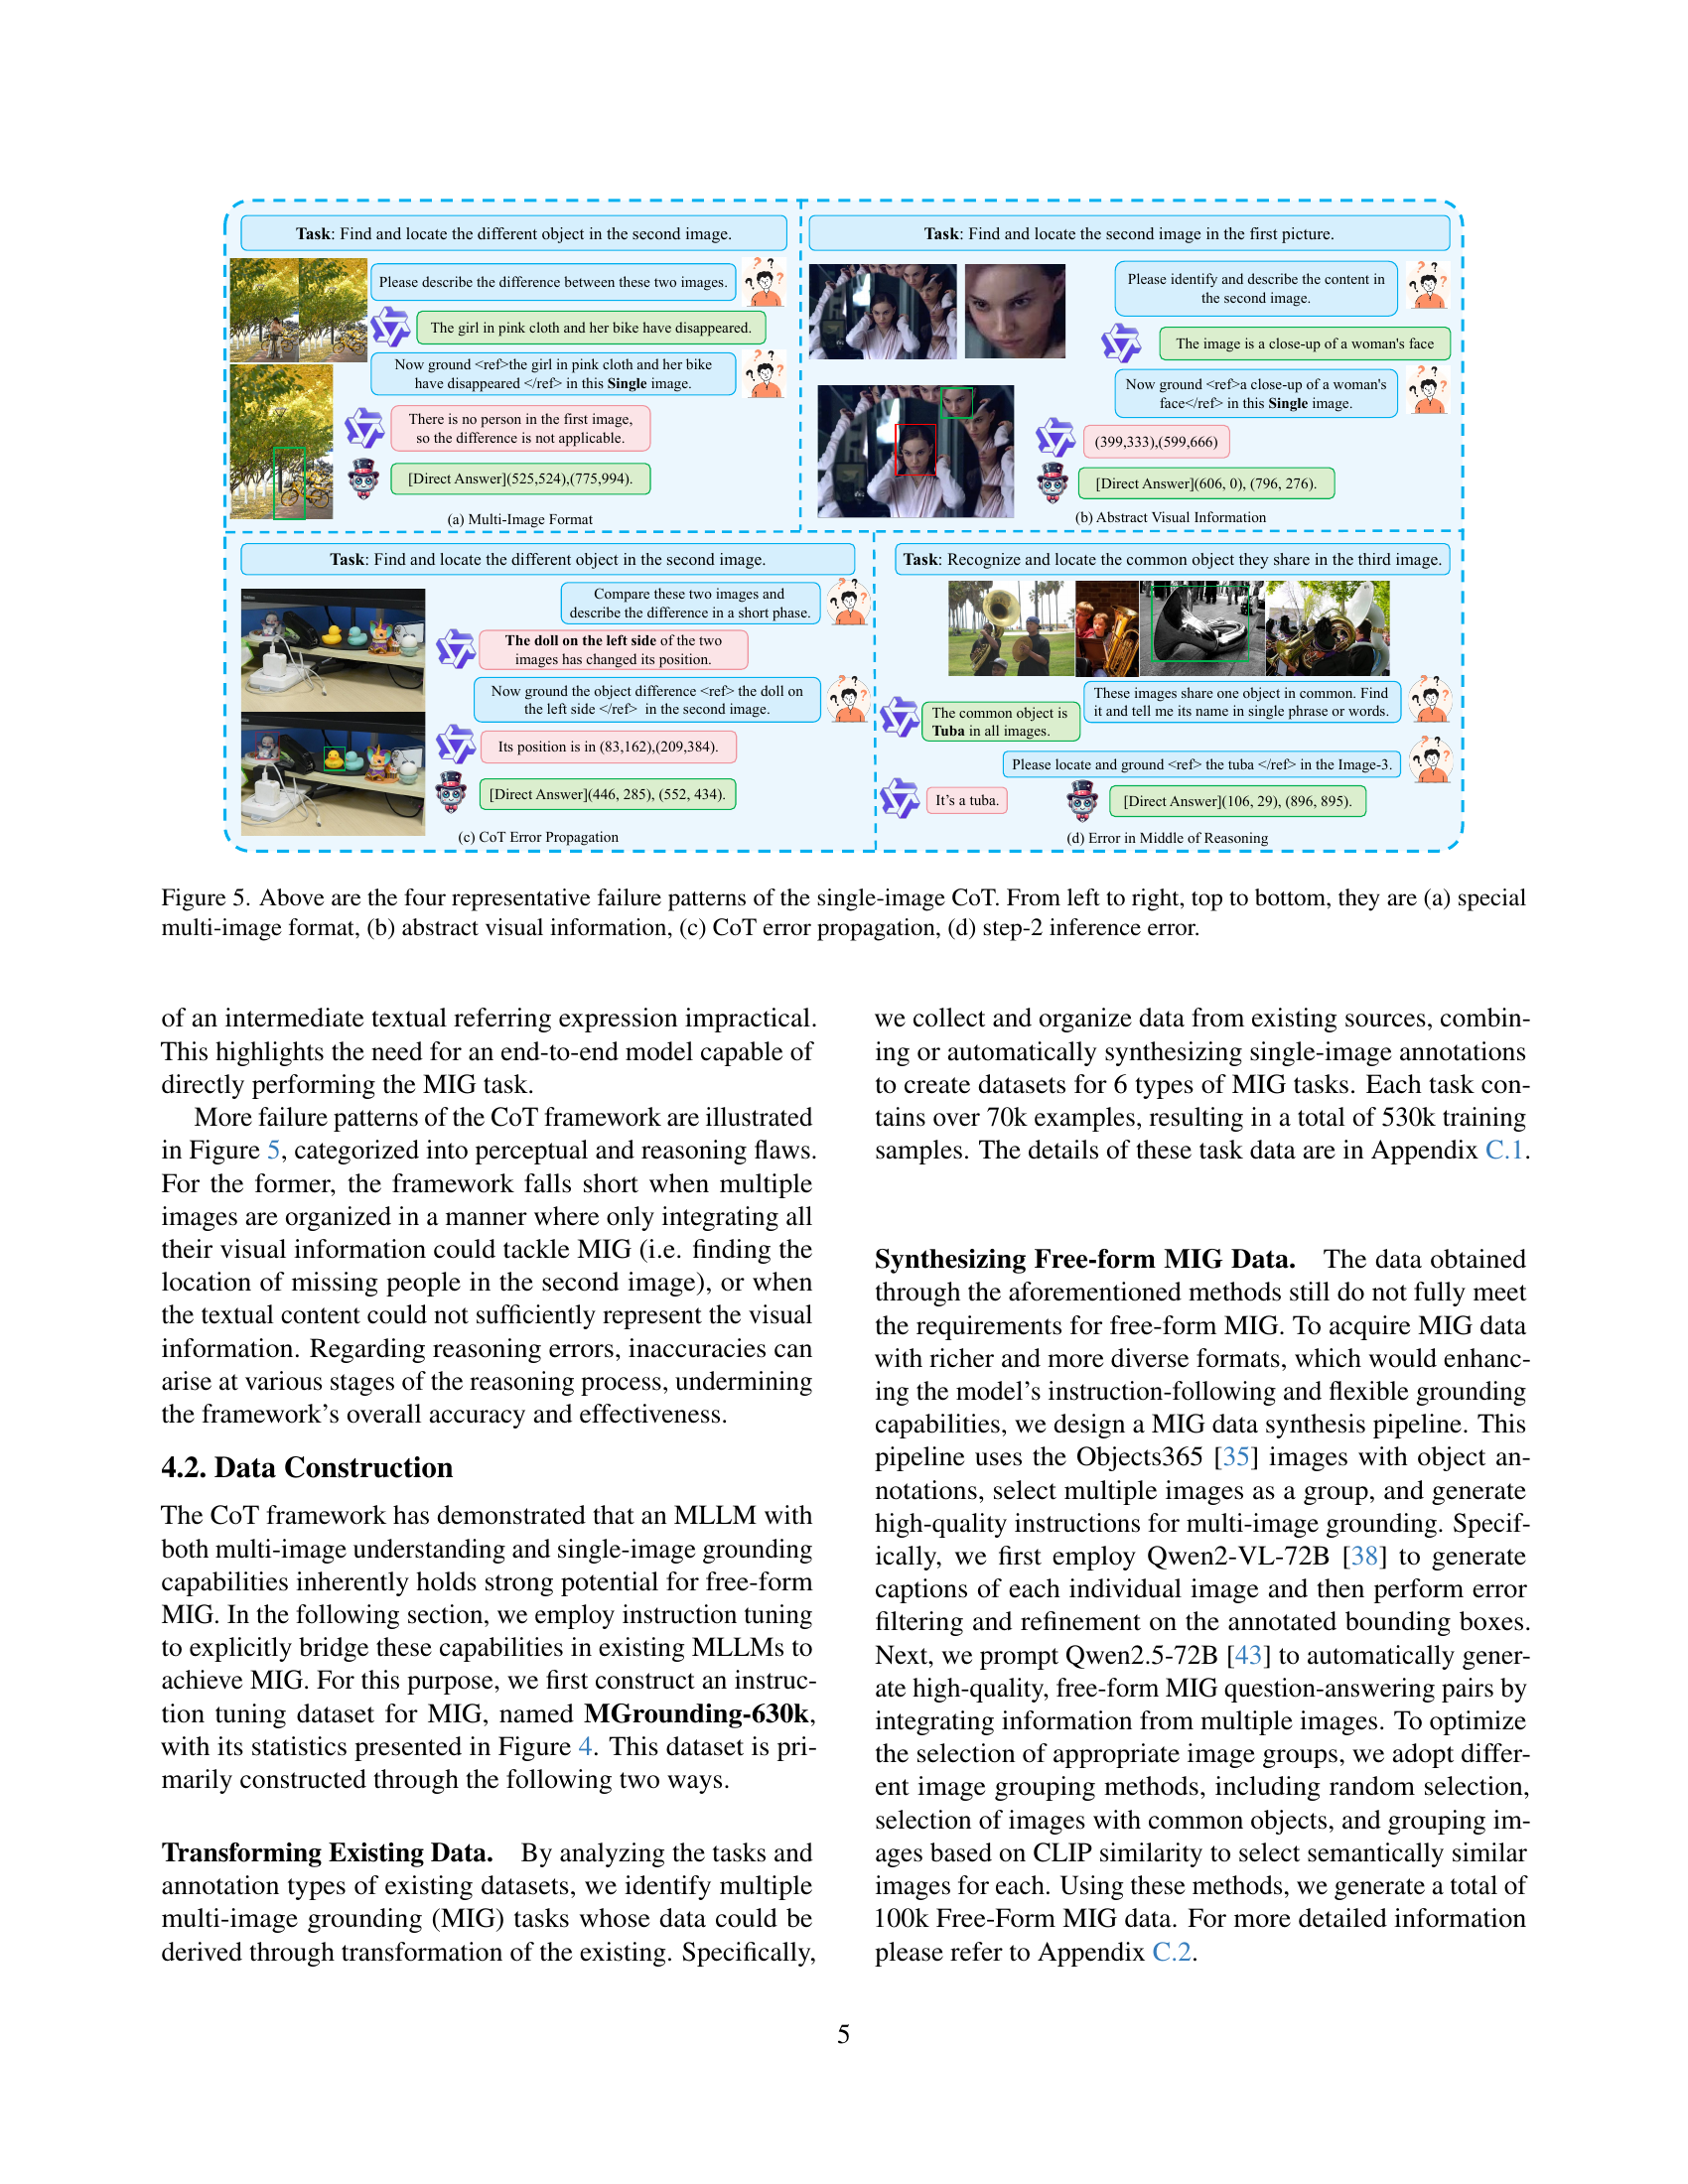 Task: Find and locate the different object in the second image.
Please describe the difference between these two images.
The girl in pink cloth and her bike have disappeared.
Now ground <ref>the girl in pink cloth and her bike
have disappeared </ref> in this Single image.
There is no person in the first image,
so the difference is not applicable.
[Direct Answer](525,524),(775,994).
(a) Multi-Image Format
Task: Find and locate the second image in the first picture.
Please identify and describe the content in
the second image.
The image is a close-up of a woman's face
Now ground <ref>a close-up of a woman's
face</ref> in this Single image.
(399,333),(599,666)
[Direct Answer](606, 0), (796, 276).
(b) Abstract Visual Information
Task: Find and locate the different object in the second image.
Compare these two images and
describe the difference in a short phase.
The doll on the left side of the two
images has changed its position.
Now ground the object difference <ref> the doll on
the left side </ref> in the second image.
Its position is in (83,162),(209,384).
[Direct Answer](446, 285), (552, 434).
(c) CoT Error Propagation
Task: Recognize and locate the common object they share in the third image.
These images share one object in common. Find
it and tell me its name in single phrase or words.
The common object is
Tuba in all images.
Please locate and ground <ref> the tuba </ref> in the Image-3.
It's a tuba.
[Direct Answer](106, 29), (896, 895).
(d) Error in Middle of Reasoning
Figure 5. Above are the four representative failure patterns of the single-image CoT. From left to right, top to bottom, they are (a) special
multi-image format, (b) abstract visual information, (c) CoT error propagation, (d) step-2 inference error.
of an intermediate textual referring expression impractical.
This highlights the need for an end-to-end model capable of
directly performing the MIG task.
More failure patterns of the CoT framework are illustrated
in Figure 5, categorized into perceptual and reasoning flaws.
For the former, the framework falls short when multiple
images are organized in a manner where only integrating all
their visual information could tackle MIG (i.e. finding the
location of missing people in the second image), or when
the textual content could not sufficiently represent the visual
information. Regarding reasoning errors, inaccuracies can
arise at various stages of the reasoning process, undermining
the framework's overall accuracy and effectiveness.
4.2. Data Construction
The CoT framework has demonstrated that an MLLM with
both multi-image understanding and single-image grounding
capabilities inherently holds strong potential for free-form
MIG. In the following section, we employ instruction tuning
to explicitly bridge these capabilities in existing MLLMs to
achieve MIG. For this purpose, we first construct an instruc-
tion tuning dataset for MIG, named MGrounding-630k,
with its statistics presented in Figure 4. This dataset is pri-
marily constructed through the following two ways.
Transforming Existing Data. By analyzing the tasks and
annotation types of existing datasets, we identify multiple
multi-image grounding (MIG) tasks whose data could be
derived through transformation of the existing. Specifically,
we collect and organize data from existing sources, combin-
ing or automatically synthesizing single-image annotations
to create datasets for 6 types of MIG tasks. Each task con-
tains over 70k examples, resulting in a total of 530k training
samples. The details of these task data are in Appendix C.1.
Synthesizing Free-form MIG Data. The data obtained
through the aforementioned methods still do not fully meet
the requirements for free-form MIG. To acquire MIG data
with richer and more diverse formats, which would enhanc-
ing the model's instruction-following and flexible grounding
capabilities, we design a MIG data synthesis pipeline. This
pipeline uses the Objects365 [35] images with object an-
notations, select multiple images as a group, and generate
high-quality instructions for multi-image grounding. Specif-
ically, we first employ Qwen2-VL-72B [38] to generate
captions of each individual image and then perform error
filtering and refinement on the annotated bounding boxes.
Next, we prompt Qwen2.5-72B [43] to automatically gener-
ate high-quality, free-form MIG question-answering pairs by
integrating information from multiple images. To optimize
the selection of appropriate image groups, we adopt differ-
ent image grouping methods, including random selection,
selection of images with common objects, and grouping im-
ages based on CLIP similarity to select semantically similar
images for each. Using these methods, we generate a total of
100k Free-Form MIG data. For more detailed information
please refer to Appendix C.2.
5